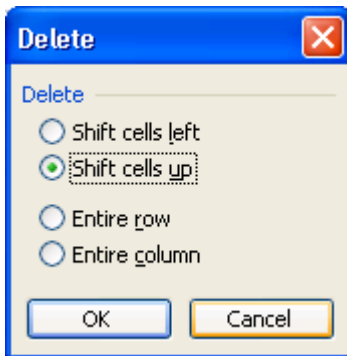 Delete
Delete
Shift cells left
Shift cells up
Entire row
Entire column
OK Cancel